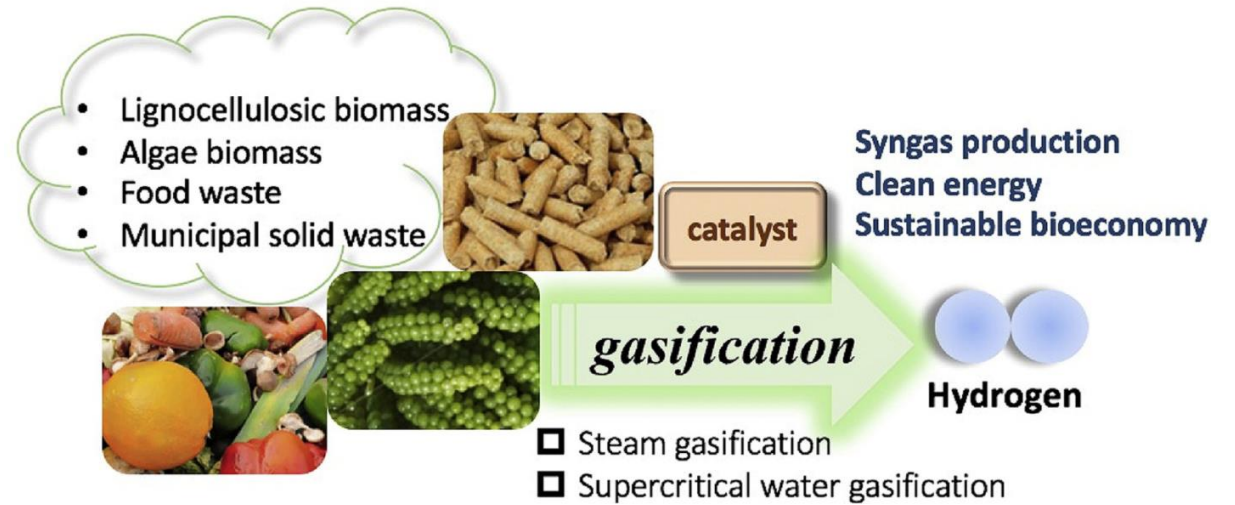 • Lignocellulosic biomass
• Algae biomass
• Food waste
• Municipal solid waste
catalyst
Syngas production
Clean energy
Sustainable bioeconomy
gasification
Hydrogen
❑ Steam gasification
❑ Supercritical water gasification